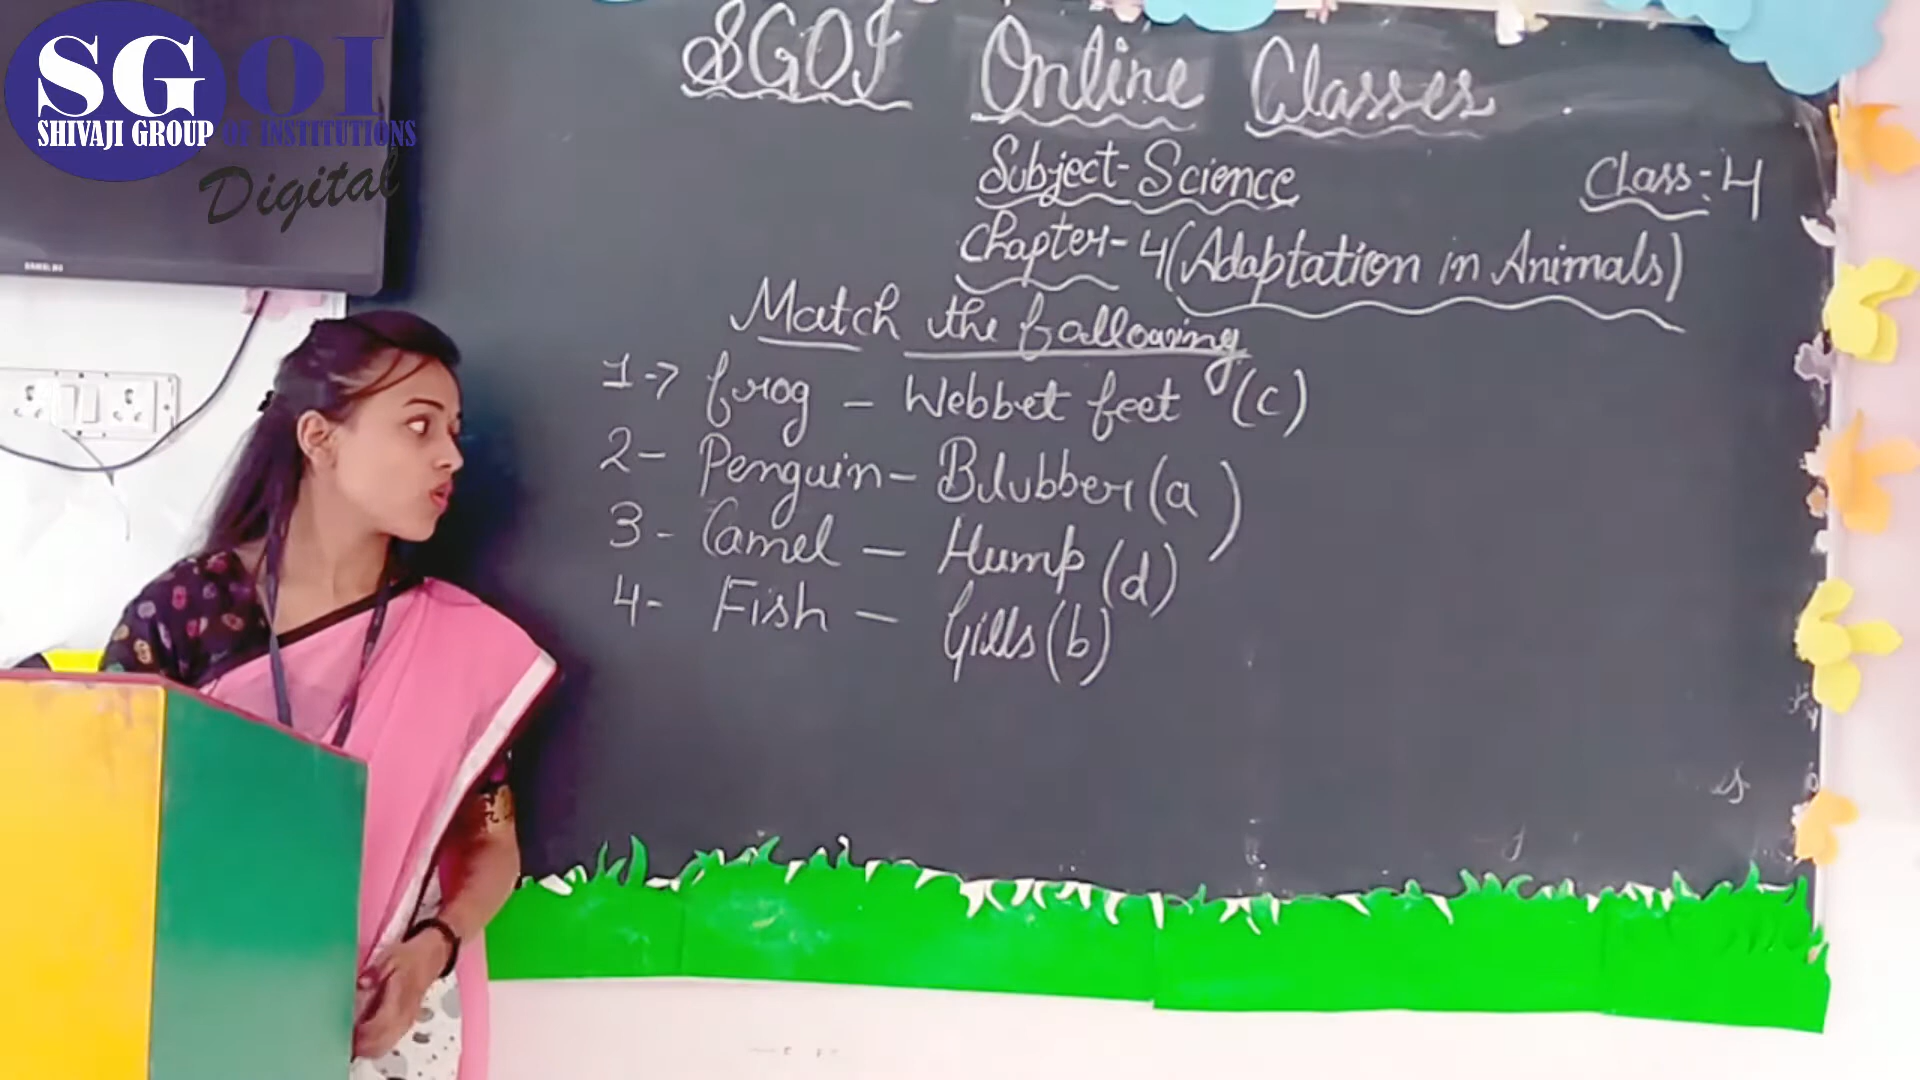 SGOI
SHIVAJI GROUP OF INSTITUTIONS
Digital
SAMSUNG
SGOI Online Classes
Subject-Science
Class:-4
Chapter-4(Adaptation in Animals)
Match the following
1-> frog - Webbet feet (c)
2- Penguin- Blubber (a)
3- Camel - Hump (d)
4- Fish - Gills (b)